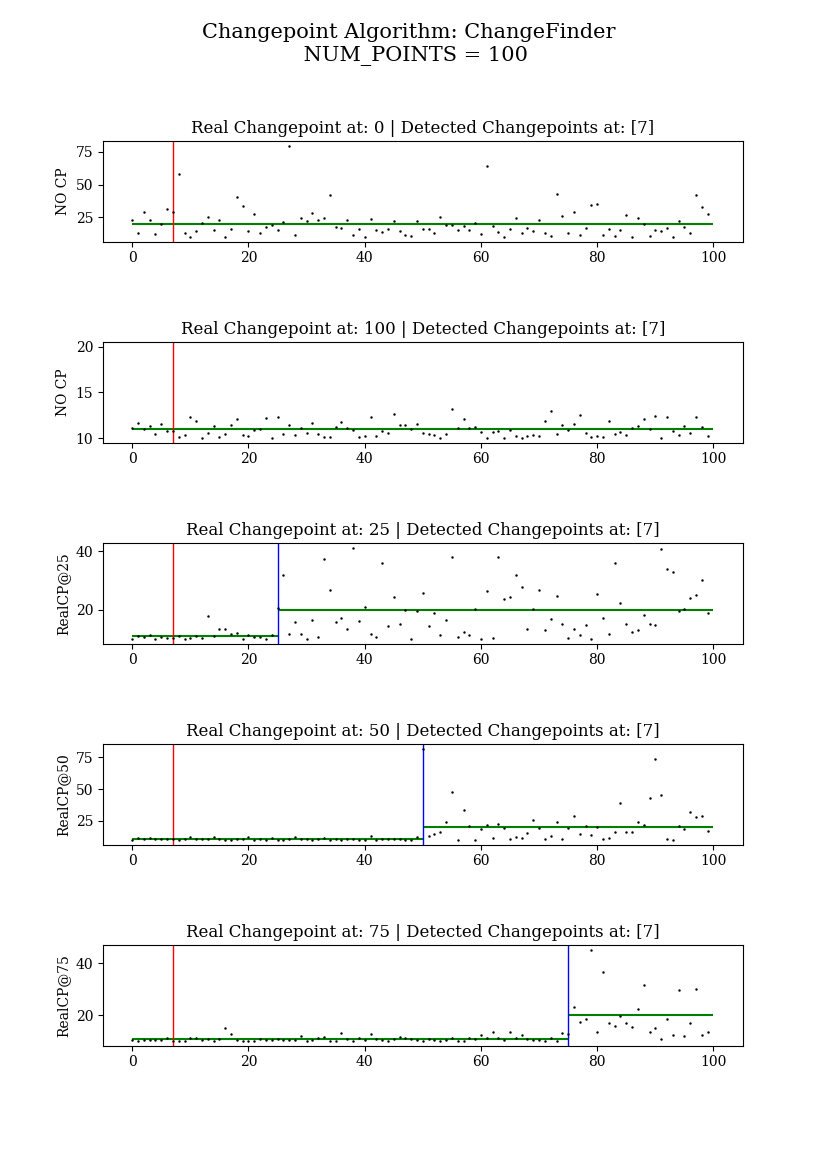 Changepoint Algorithm: ChangeFinder
NUM_POINTS = 100
Real Changepoint at: 0 | Detected Changepoints at: [7]
NO CP
75
50
25
0 20 40 60 80 100
Real Changepoint at: 100 | Detected Changepoints at: [7]
NO CP
20
15
10
0 20 40 60 80 100
Real Changepoint at: 25 | Detected Changepoints at: [7]
RealCP@25
40
20
0 20 40 60 80 100
Real Changepoint at: 50 | Detected Changepoints at: [7]
RealCP@50
75
50
25
0 20 40 60 80 100
Real Changepoint at: 75 | Detected Changepoints at: [7]
RealCP@75
40
20
0 20 40 60 80 100